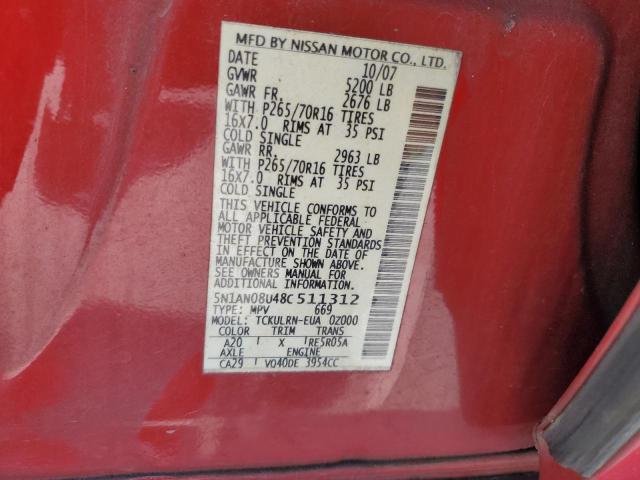 MFD BY NISSAN MOTOR CO., LTD.
DATE 10/07
GVWR 5200 LB
GAWR FR. 2676 LB
WITH P265/70R16 TIRES
16X7.0 RIMS AT 35 PSI
COLD SINGLE
GAWR RR. 2963 LB
WITH P265/70R16 TIRES
16X7.0 RIMS AT 35 PSI
COLD SINGLE
THIS VEHICLE CONFORMS TO
ALL APPLICABLE FEDERAL
MOTOR VEHICLE SAFETY AND
THEFT PREVENTION STANDARDS
IN EFFECT ON THE DATE OF
MANUFACTURE SHOWN ABOVE.
SEE OWNERS MANUAL FOR
ADDITIONAL INFORMATION
5N1AN08U48C511312
TYPE: MPV 669
MODEL: TCKULRN-EUA 0Z000
COLOR TRIM TRANS
A20 X RE5R05A
AXLE ENGINE
CA29 VQ40DE 3954CC